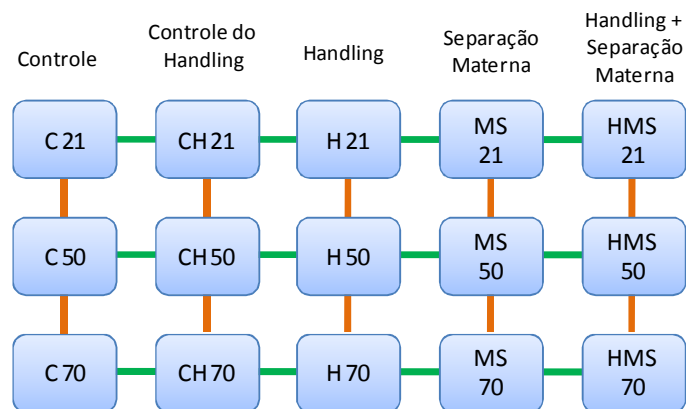 Controle
Controle do
Handling
Handling
Separação
Materna
Handling +
Separação
Materna
C 21
CH 21
H 21
MS
21
HMS
21
C 50
CH 50
H 50
MS
50
HMS
50
C 70
CH 70
H 70
MS
70
HMS
70